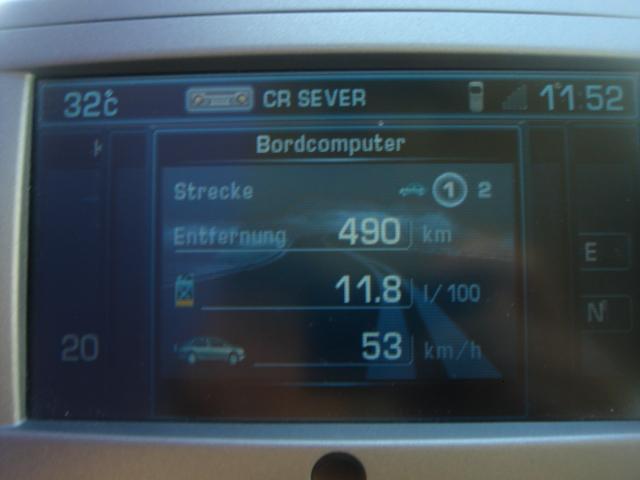 32°C CR SEVER 11:52
Bordcomputer
Strecke 1 2
Entfernung 490 km
11.8 l/100
53 km/h
20
E
N